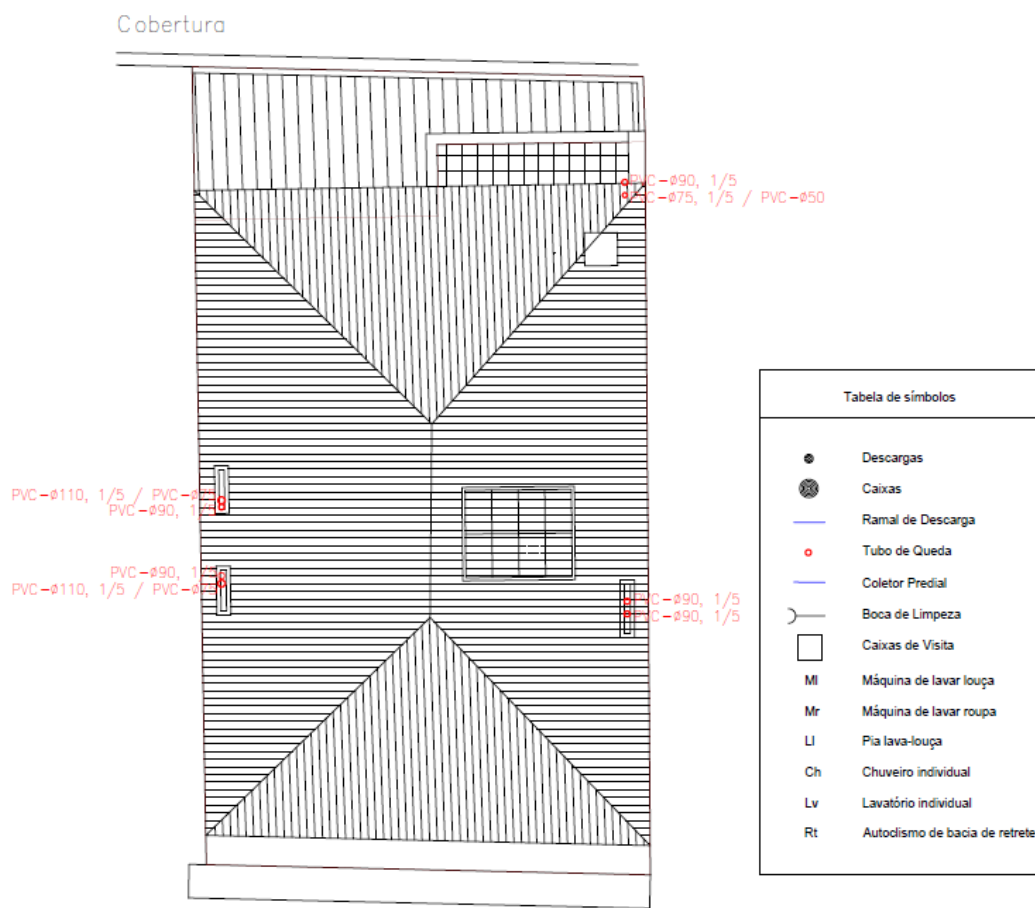 Cobertura
PVC-ø90, 1/5
PVC-ø75, 1/5 / PVC-ø50
PVC-ø110, 1/5 / PVC-ø75
PVC-ø90, 1/5
PVC-ø90, 1/5
PVC-ø110, 1/5 / PVC-ø75
PVC-ø90, 1/5
PVC-ø90, 1/5
Tabela de símbolos
Descargas
Caixas
Ramal de Descarga
Tubo de Queda
Coletor Predial
Boca de Limpeza
Caixas de Visita
Ml Máquina de lavar louça
Mr Máquina de lavar roupa
Ll Pia lava-louça
Ch Chuveiro individual
Lv Lavatório individual
Rt Autoclismo de bacia de retrete